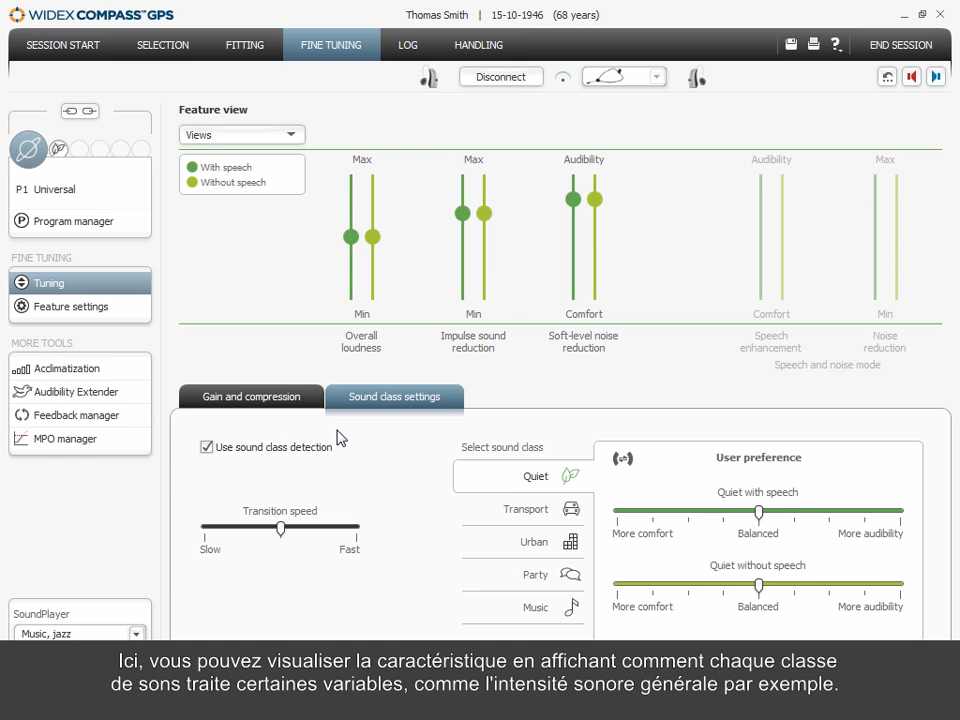 WIDEX COMPASS GPS
Thomas Smith | 15-10-1946 (68 years)
SESSION START
SELECTION
FITTING
FINE TUNING
LOG
HANDLING
END SESSION
Disconnect
Feature view
Views
With speech
Without speech
P1 Universal
Program manager
FINE TUNING
Tuning
Feature settings
MORE TOOLS
Acclimatization
Audibility Extender
Feedback manager
MPO manager
Max
Max
Audibility
Audibility
Max
Min
Min
Comfort
Comfort
Min
Overall loudness
Impulse sound reduction
Soft-level noise reduction
Speech enhancement
Noise reduction
Speech and noise mode
Gain and compression
Sound class settings
Use sound class detection
Transition speed
Slow
Fast
Select sound class
Quiet
Transport
Urban
Party
Music
User preference
Quiet with speech
More comfort
Balanced
More audibility
Quiet without speech
More comfort
Balanced
More audibility
SoundPlayer
Music, jazz
Ici, vous pouvez visualiser la caractéristique en affichant comment chaque classe
de sons traite certaines variables, comme l'intensité sonore générale par exemple.